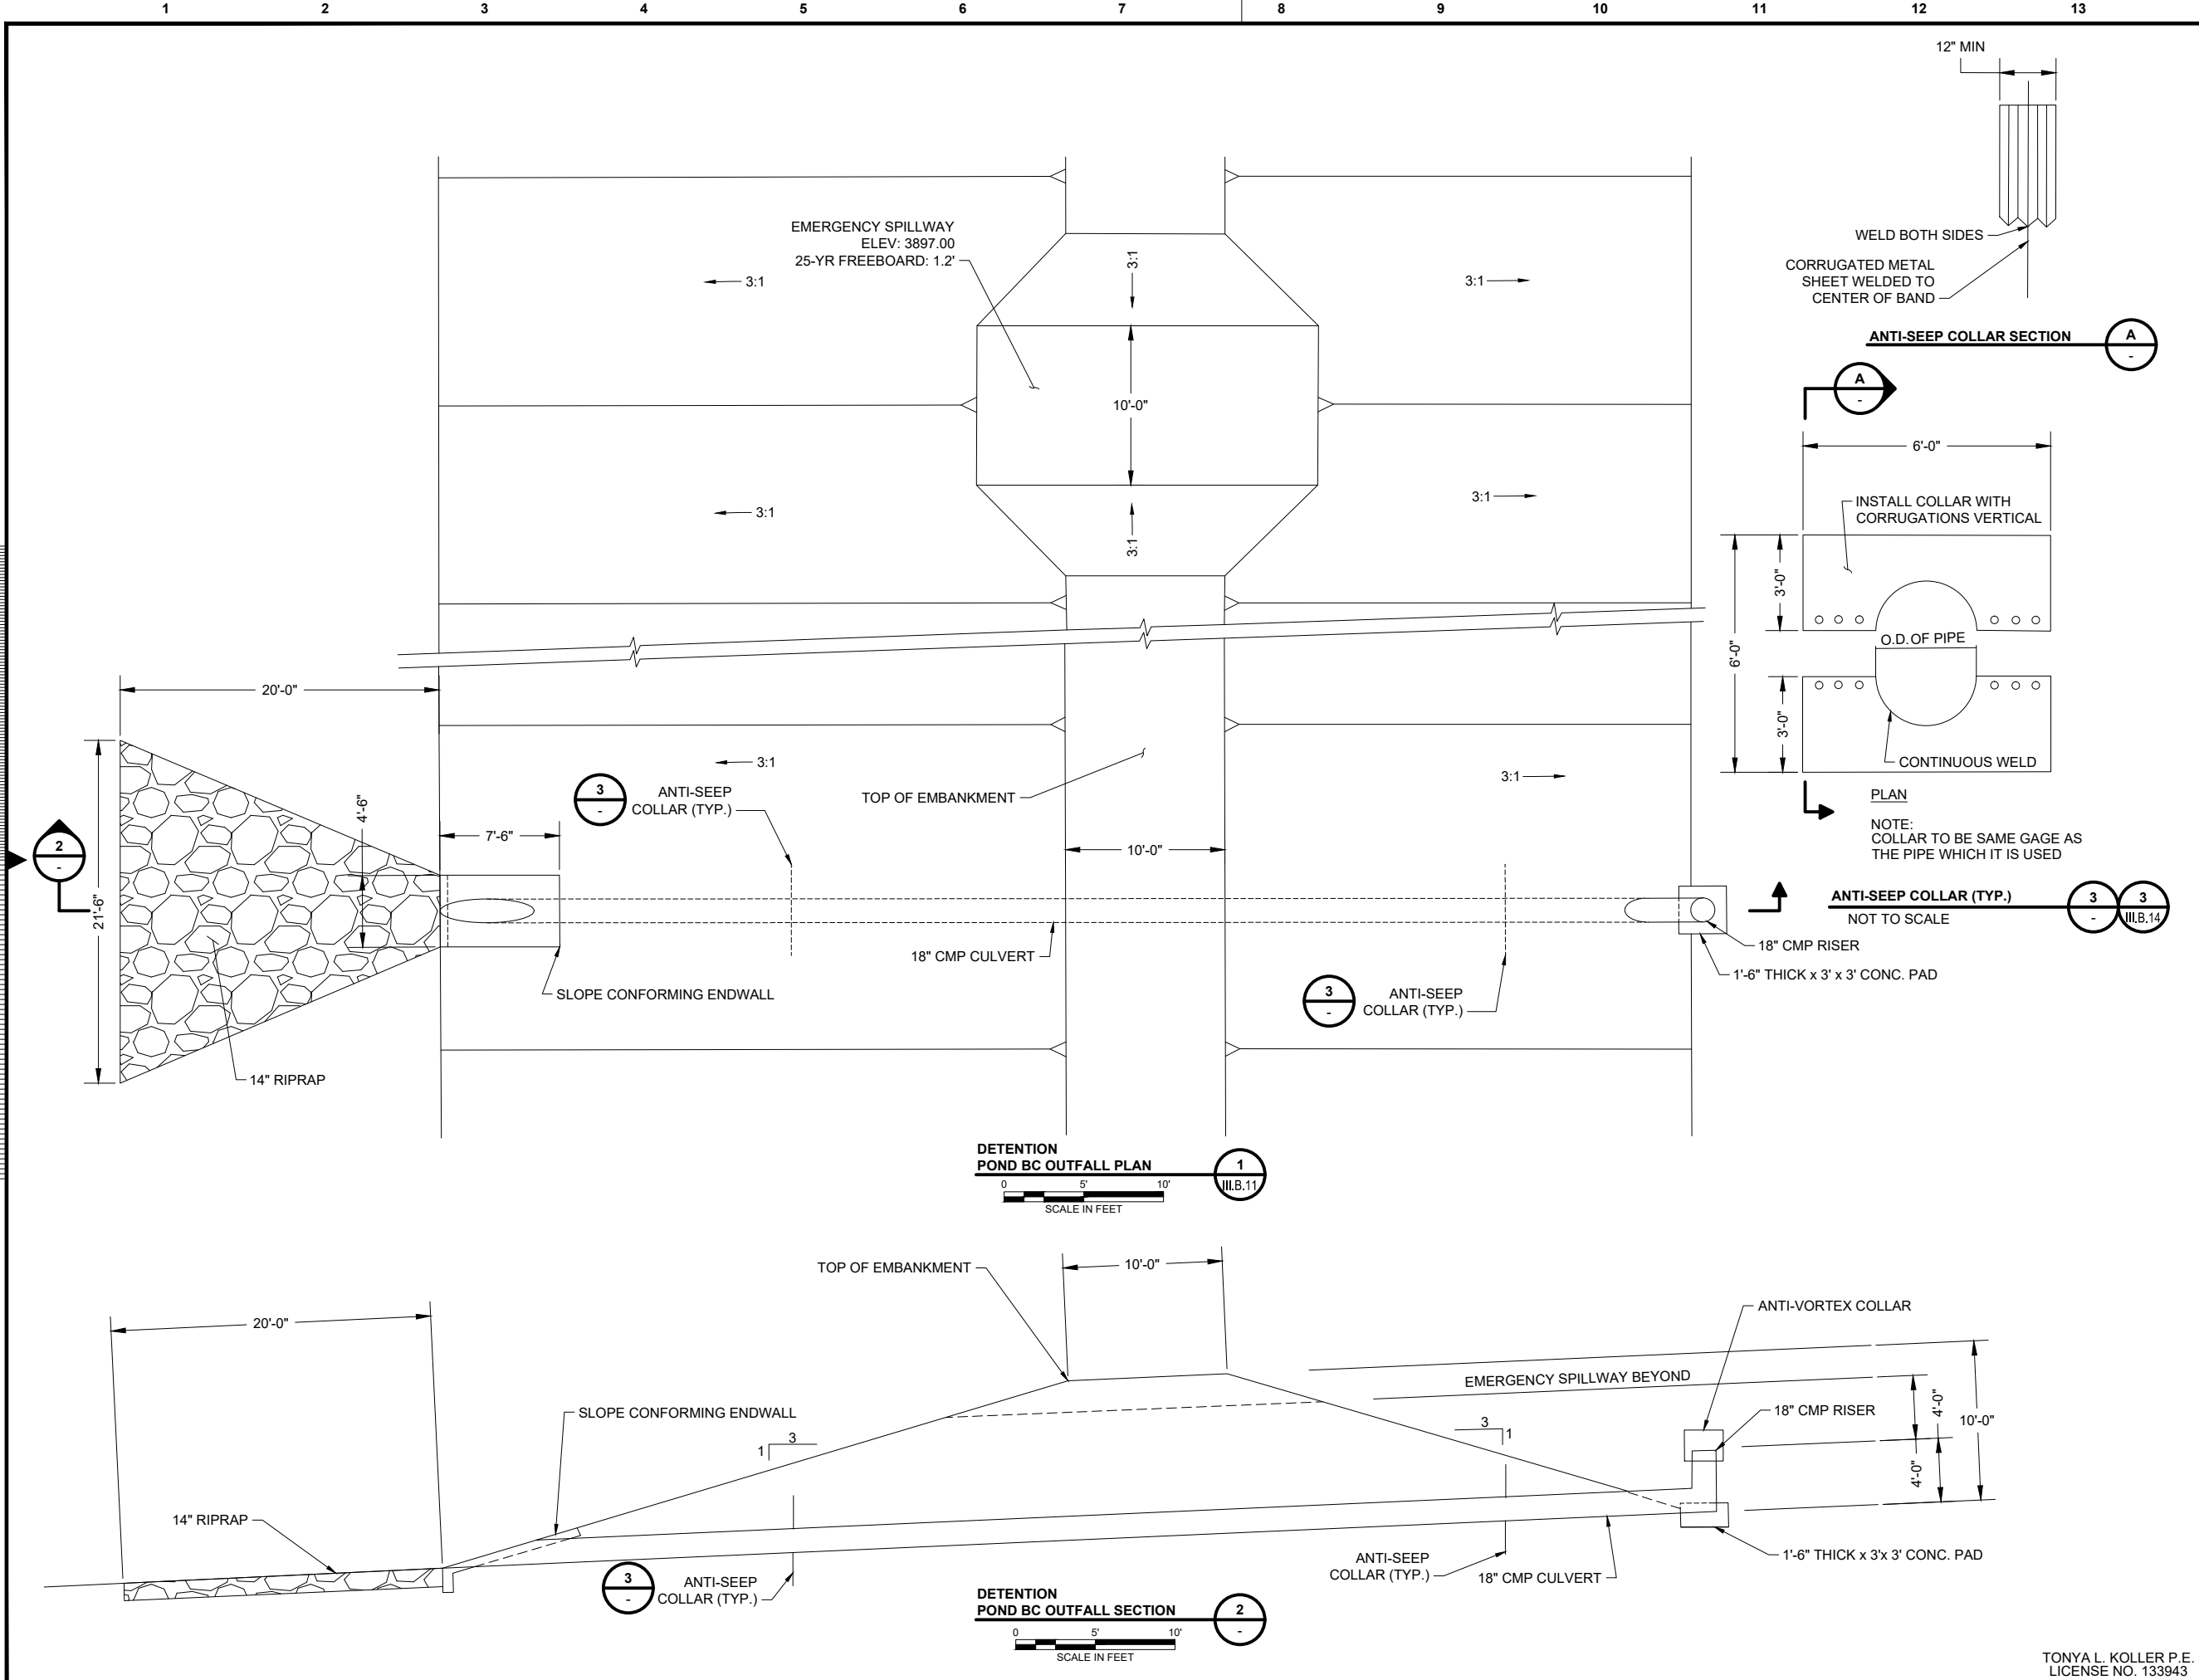 1 2 3 4 5 6 7 8 9 10 11 12 13
12" MIN
WELD BOTH SIDES
CORRUGATED METAL
SHEET WELDED TO
CENTER OF BAND
ANTI-SEEP COLLAR SECTION
A
-
A
-
EMERGENCY SPILLWAY
ELEV: 3897.00
25-YR FREEBOARD: 1.2'
3:1
3:1
3:1
10'-0"
3:1
3:1
3:1
6'-0"
INSTALL COLLAR WITH
CORRUGATIONS VERTICAL
3'-0"
6'-0"
O.D.OF PIPE
3'-0"
CONTINUOUS WELD
PLAN
NOTE:
COLLAR TO BE SAME GAGE AS
THE PIPE WHICH IT IS USED
ANTI-SEEP COLLAR (TYP.)
NOT TO SCALE
3
-
3
III.B.14
20'-0"
21'-6"
4'-6"
2
-
7'-6"
3
-
ANTI-SEEP
COLLAR (TYP.)
3:1
TOP OF EMBANKMENT
10'-0"
3:1
18" CMP CULVERT
SLOPE CONFORMING ENDWALL
14" RIPRAP
3
-
ANTI-SEEP
COLLAR (TYP.)
18" CMP RISER
1'-6" THICK x 3' x 3' CONC. PAD
DETENTION
POND BC OUTFALL PLAN
1
III.B.11
0 5' 10'
SCALE IN FEET
TOP OF EMBANKMENT
10'-0"
20'-0"
ANTI-VORTEX COLLAR
EMERGENCY SPILLWAY BEYOND
SLOPE CONFORMING ENDWALL
3
1
3
1
18" CMP RISER
4'-0"
4'-0"
10'-0"
14" RIPRAP
3
-
ANTI-SEEP
COLLAR (TYP.)
ANTI-SEEP
COLLAR (TYP.)
18" CMP CULVERT
1'-6" THICK x 3'x 3' CONC. PAD
DETENTION
POND BC OUTFALL SECTION
2
-
0 5' 10'
SCALE IN FEET
TONYA L. KOLLER P.E.
LICENSE NO. 133943